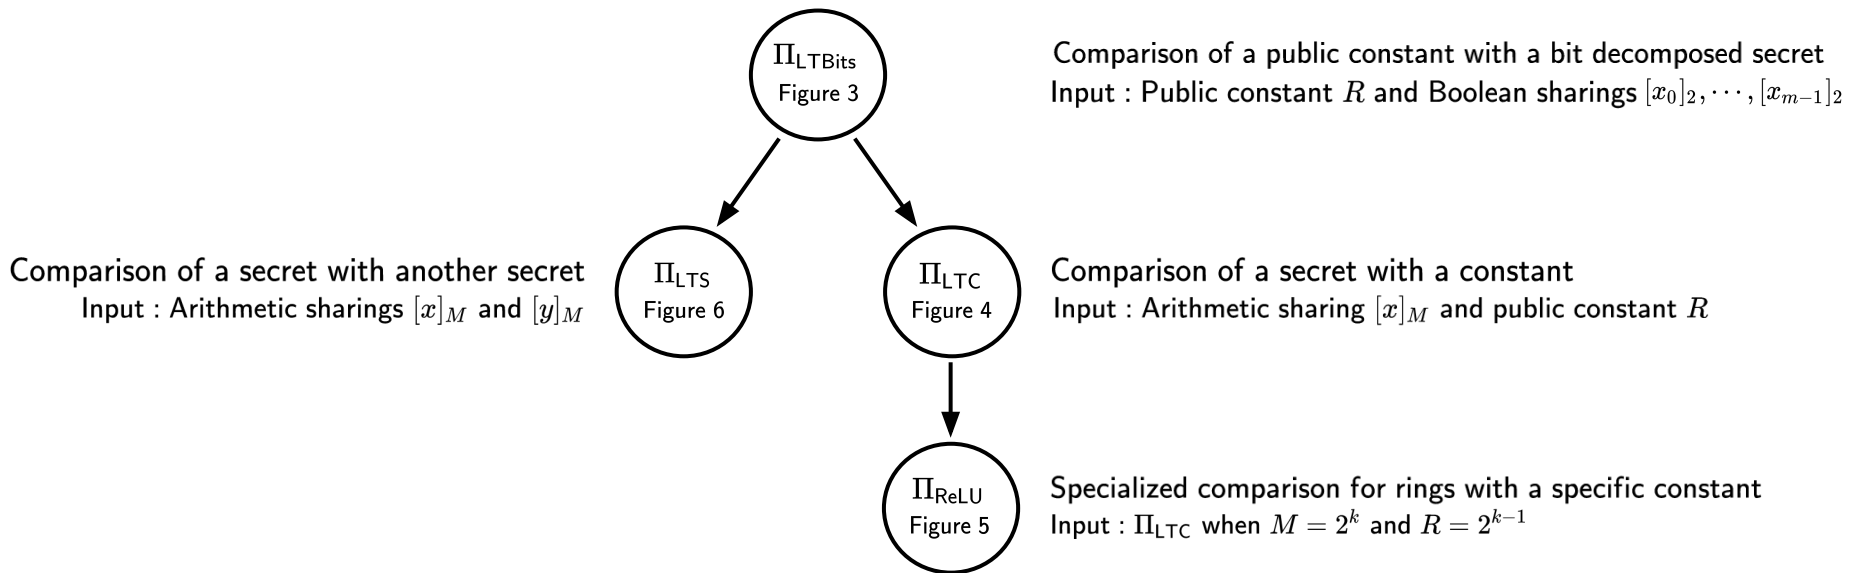 Π_LTBits
Figure 3
Comparison of a public constant with a bit decomposed secret
Input : Public constant R and Boolean sharings [x_0]_2, ⋯, [x_{m−1}]_2
Comparison of a secret with another secret
Input : Arithmetic sharings [x]_M and [y]_M
Π_LTS
Figure 6
Π_LTC
Figure 4
Comparison of a secret with a constant
Input : Arithmetic sharing [x]_M and public constant R
Π_ReLU
Figure 5
Specialized comparison for rings with a specific constant
Input : Π_LTC when M = 2^k and R = 2^{k−1}